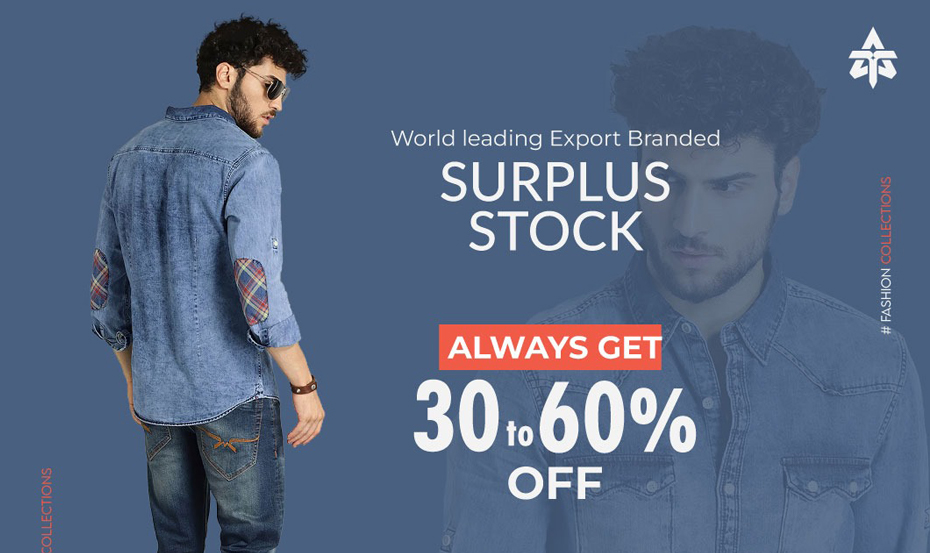 World leading Export Branded
SURPLUS
STOCK
ALWAYS GET
30 to 60%
OFF
# FASHION COLLECTIONS
COLLECTIONS